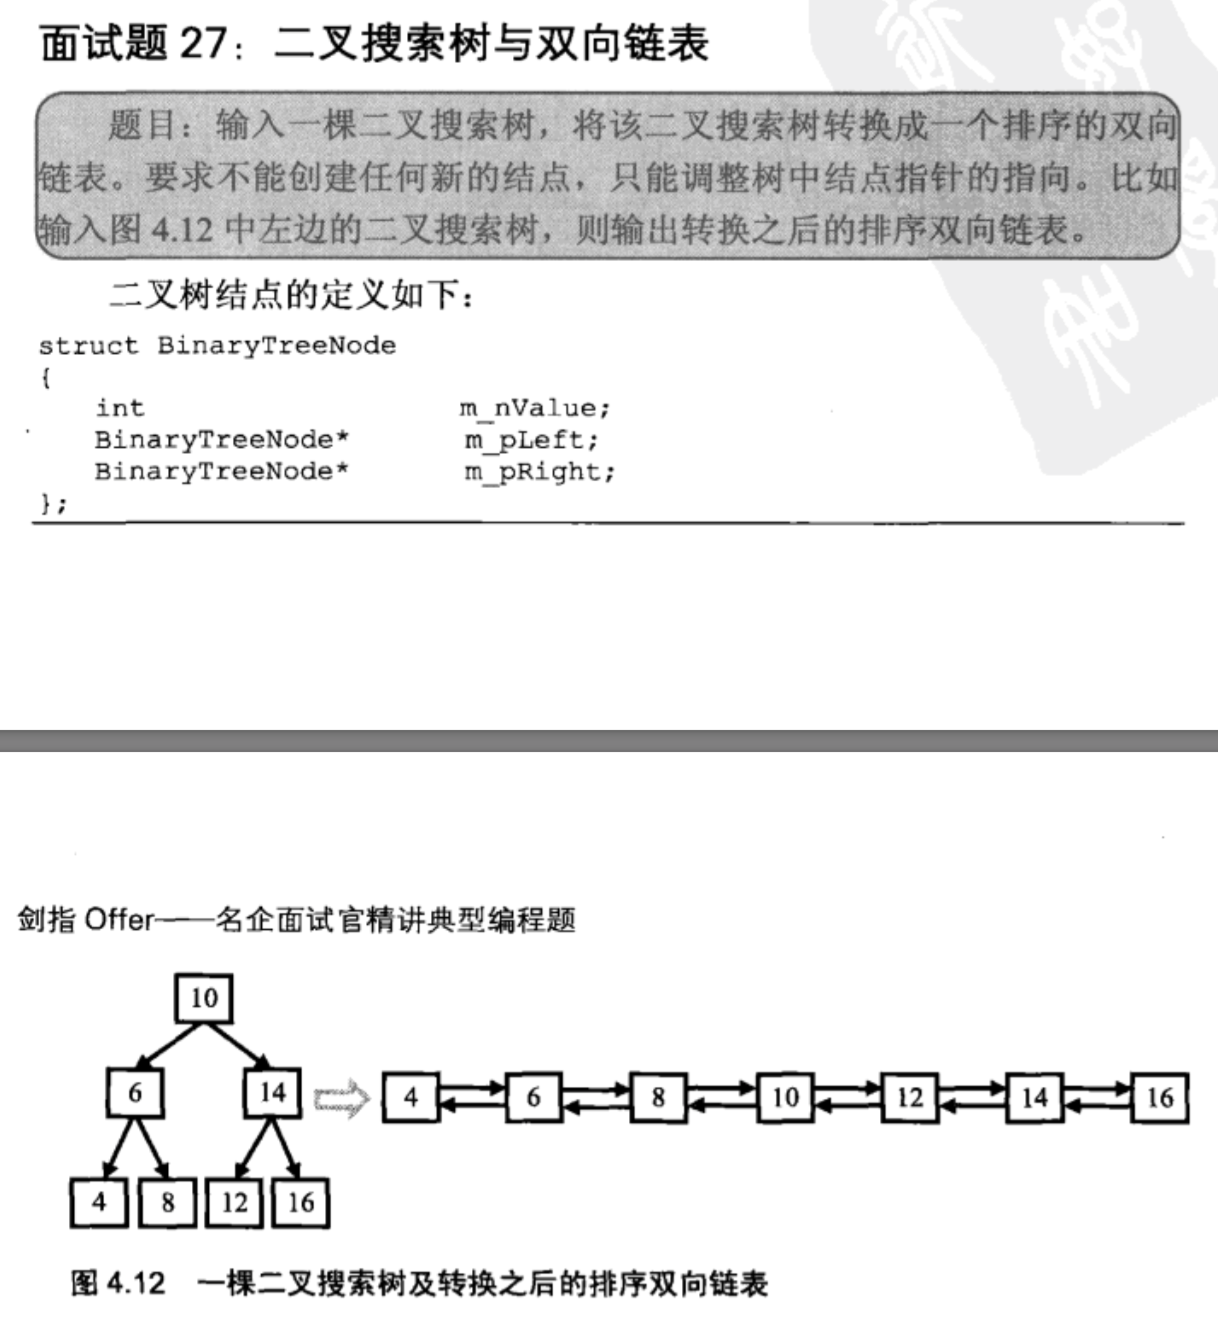 面试题 27：二叉搜索树与双向链表
题目：输入一棵二叉搜索树，将该二叉搜索树转换成一个排序的双向
链表。要求不能创建任何新的结点，只能调整树中结点指针的指向。比如
输入图 4.12 中左边的二叉搜索树，则输出转换之后的排序双向链表。
二叉树结点的定义如下：
struct BinaryTreeNode
{
int m_nValue;
BinaryTreeNode* m_pLeft;
BinaryTreeNode* m_pRight;
};
剑指 Offer——名企面试官精讲典型编程题
10
6 14
4 6 8 10 12 14 16
4 8 12 16
图 4.12 一棵二叉搜索树及转换之后的排序双向链表